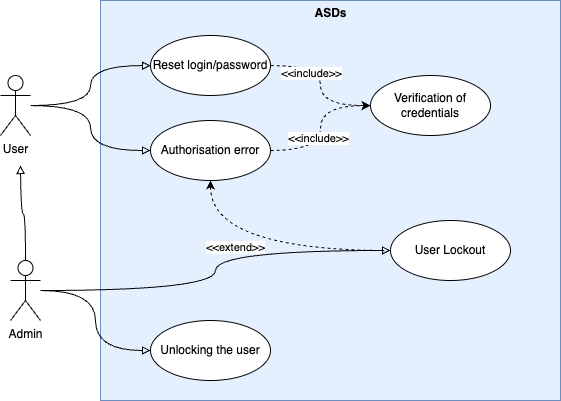 ASDs
Reset login/password
<<include>>
Verification of
credentials
User
<<include>>
Authorisation error
<<extend>>
User Lockout
Admin
Unlocking the user